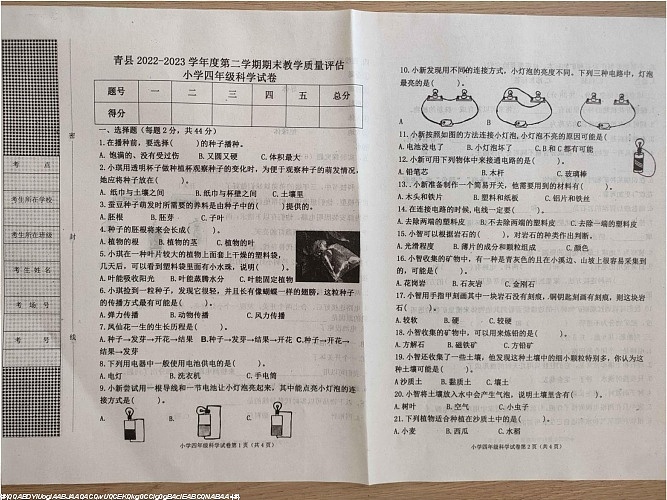 青县 2022-2023 学年度第二学期期末教学质量评估
小学四年级科学试卷
题号 一 二 三 四 五 总分
得分
一、选择题（每题 2 分，共 44 分）
1.在播种前，要选择（ ）的种子播种。
A. 饱满的、没有受过伤 B. 又圆又硬 C.体积最大
2.小琪用透明杯子做种植杯观察种子的变化时，为便于观察种子的萌发情况，
她应将种子放在（ ）。
A. 纸巾与土壤之间 B.纸巾与杯壁之间 C.土壤里
3.蚕豆种子萌发时所需要的养料是由种子中的（ ）提供的。
A.胚根 B.胚芽 C.子叶
4.种子的胚根将来会长成（ ）。
A.植物的根 B.植物的茎 C.植物的叶
5.小琪在一种叶片较大的植物上面套上干燥的塑料袋，
几天后，可以看到塑料袋里面有小水珠，说明（ ）。
A.叶能吸收阳光 B.叶能蒸腾水分 C.叶能固定植物
6.小琪捡到一粒种子，发现它很轻，并且长有像蝴蝶一样的翅膀，这粒种子
的传播方式最有可能是（ ）。
A.弹力传播 B.动物传播 C.风力传播
7.凤仙花一生的生长历程是（ ）。
A.种子→发芽→开花→结果 B.种子→发芽→结果→开花 C.种子→开花→
结果→发芽
8.下列用电器中一般使用电池供电的是（ ）。
A.电灯 B.洗衣机 C.手电筒
9.小新尝试用一根导线和一节电池让小灯泡亮起来，其中能点亮小灯泡的连
接方式是（ ）。
A. B. C.
小学四年级科学试卷第 1 页（共 4 页）
考 点
考生所在学校
考生所在班级
考 生 姓 名
考 场 号
考 号
密
封
线
10.小新发现用不同的连接方式，小灯泡的亮度不同。下列三种电路中，灯泡
最亮的是（ ）。
A B C
11.小新按照如图的方法连接小灯泡，小灯泡不亮的原因可能是（ ）
A.电池没电了 B.小灯泡坏了 C.B 和 C 都有可能
12.小新可用下列物体中来接通电路的是（ ）。
A.铅笔芯 B.木杆 C.玻璃棒
13.小新准备制作一个简易开关，他需要用到的材料有（ ）。
A.木头和铁片 B.塑料和纸板 C.铝片和铁丝
14.在连接电路的时候，电线一定要（ ）。
A.去除两端的塑料皮 B.不去除两端的塑料皮 C.去除一端的塑料皮
15.小智可以根据岩石的（ ），对岩石的种类作出判断。
A.光滑程度 B.薄片的成分和颗粒组成 C.颜色
16.小智收集的矿物中，有一种是青灰色的且在小溪边、山坡上很容易采集到
的，可能是（ ）。
A.花岗岩 B.石灰岩 C.金刚石
17.小智用手指甲刻画其中一块岩石没有刻痕，铜钥匙刻画有刻痕，则这块岩
石（ ）。
A.较软 B.硬 C.较硬
18.小智收集的矿物中，可以用来炼铅的是（ ）。
A.方解石 B.磁铁矿 C.方铅矿
19.小智还收集了一些土壤，他发现这种土壤中的细小颗粒特别多，你认为这
种土壤可能是（ ）。
A.沙质土 B.黏质土 C.壤土
20.小智将土壤放入水中会产生气泡，说明土壤里含有（ ）。
A.树叶 B.空气 C.小虫子
21.下列植物适合种植在沙质土中的是（ ）。
A.小麦 B.西瓜 C.水稻
小学四年级科学试卷第 2 页（共 4 页）